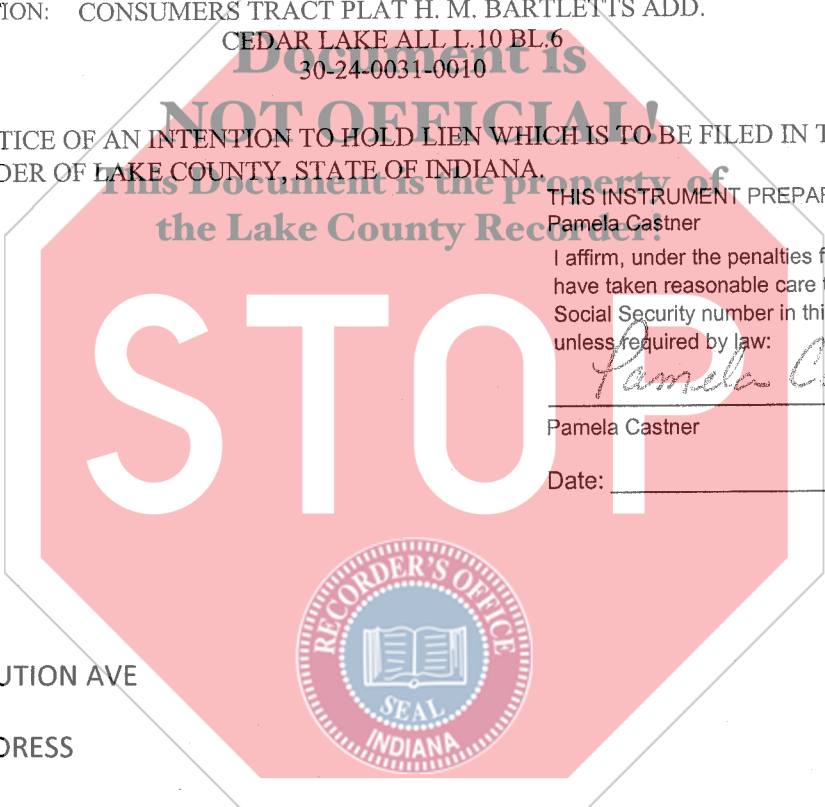 TION: CONSUMERS TRACT PLAT H. M. BARTLETTS ADD.
CEDAR LAKE ALL L.10 BL.6
30-24-0031-0010
Document is
NOT OFFICIAL!
This Document is the property of
the Lake County Recorder!
TICE OF AN INTENTION TO HOLD LIEN WHICH IS TO BE FILED IN T
DER OF LAKE COUNTY, STATE OF INDIANA.
THIS INSTRUMENT PREPAR
Pamela Castner
I affirm, under the penalties f
have taken reasonable care t
Social Security number in thi
unless required by law:
Pamela C
Pamela Castner
Date:
STOP
RECORDER'S OFFICE
SEAL
INDIANA
UTION AVE
DRESS